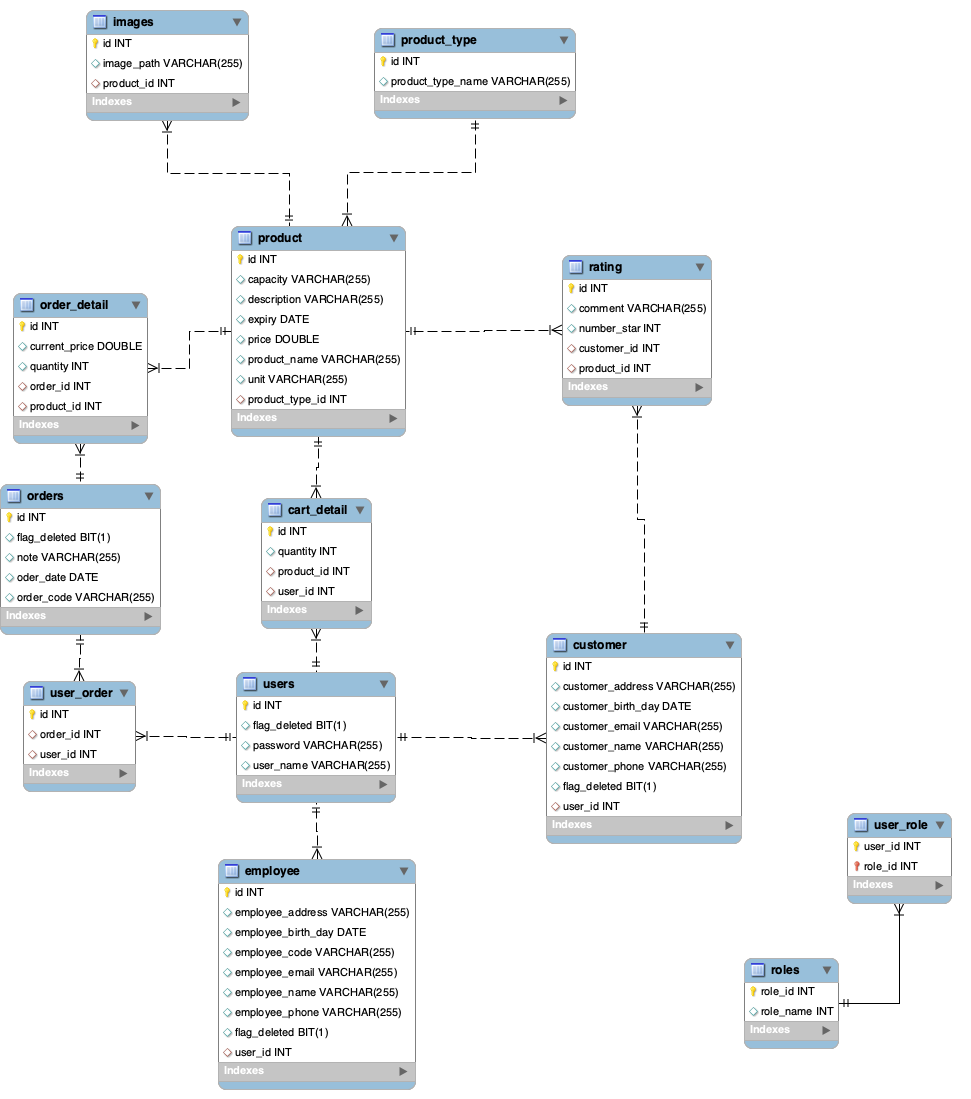 images
id INT
image_path VARCHAR(255)
product_id INT
Indexes
product_type
id INT
product_type_name VARCHAR(255)
Indexes
product
id INT
capacity VARCHAR(255)
description VARCHAR(255)
expiry DATE
price DOUBLE
product_name VARCHAR(255)
unit VARCHAR(255)
product_type_id INT
Indexes
rating
id INT
comment VARCHAR(255)
number_star INT
customer_id INT
product_id INT
Indexes
order_detail
id INT
current_price DOUBLE
quantity INT
order_id INT
product_id INT
Indexes
orders
id INT
flag_deleted BIT(1)
note VARCHAR(255)
oder_date DATE
order_code VARCHAR(255)
Indexes
cart_detail
id INT
quantity INT
product_id INT
user_id INT
Indexes
user_order
id INT
order_id INT
user_id INT
Indexes
users
id INT
flag_deleted BIT(1)
password VARCHAR(255)
user_name VARCHAR(255)
Indexes
customer
id INT
customer_address VARCHAR(255)
customer_birth_day DATE
customer_email VARCHAR(255)
customer_name VARCHAR(255)
customer_phone VARCHAR(255)
flag_deleted BIT(1)
user_id INT
Indexes
employee
id INT
employee_address VARCHAR(255)
employee_birth_day DATE
employee_code VARCHAR(255)
employee_email VARCHAR(255)
employee_name VARCHAR(255)
employee_phone VARCHAR(255)
flag_deleted BIT(1)
user_id INT
Indexes
user_role
user_id INT
role_id INT
Indexes
roles
role_id INT
role_name INT
Indexes